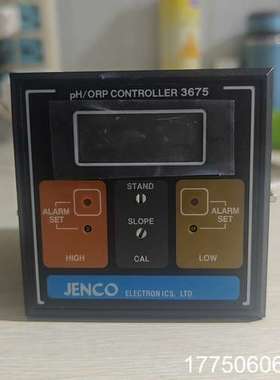 pH/ORP CONTROLLER 3675
STAND
ALARM SET
SLOPE
ALARM SET
HIGH
CAL
LOW
JENCO ELECTRONICS, LTD
17750606